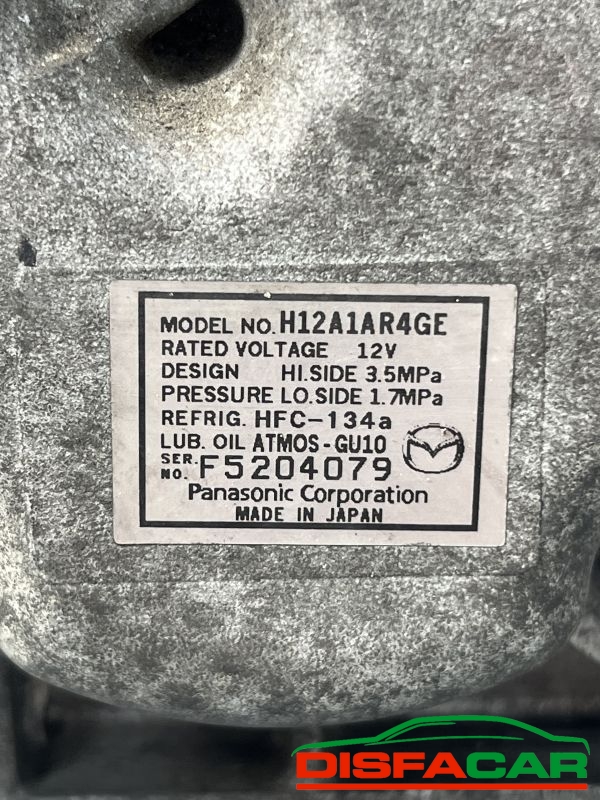 MODEL NO. H12A1AR4GE
RATED VOLTAGE 12V
DESIGN HI.SIDE 3.5MPa
PRESSURE LO.SIDE 1.7MPa
REFRIG. HFC-134a
LUB. OIL ATMOS-GU10
SER. NO. F5204079
Panasonic Corporation
MADE IN JAPAN
DISFACAR